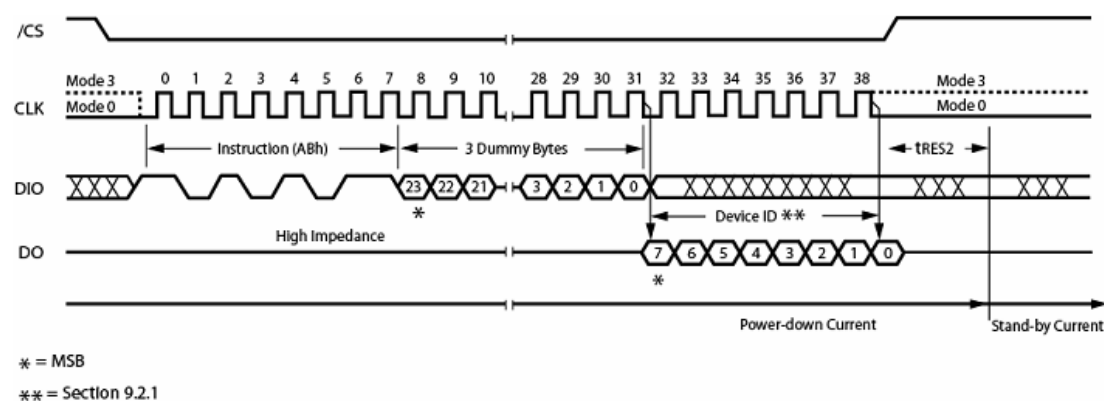 /CS
0 1 2 3 4 5 6 7 8 9 10 28 29 30 31 32 33 34 35 36 37 38
Mode 3 Mode 3
CLK Mode 0 Mode 0
Instruction (ABh) 3 Dummy Bytes tRES2
DIO 23 22 21 3 2 1 0
* Device ID **
High Impedance
DO 7 6 5 4 3 2 1 0
*
Power-down Current Stand-by Current
* = MSB
** = Section 9.2.1